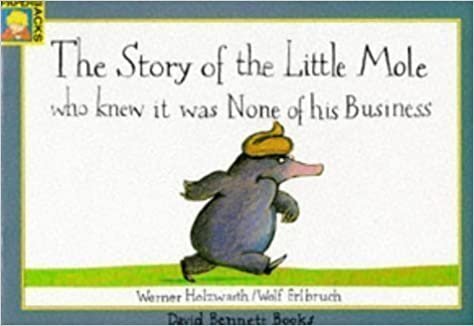 PAPERBACKS
The Story of the Little Mole
who knew it was None of his Business
Werner Holzwarth/Wolf Erlbruch
David Bennett Books